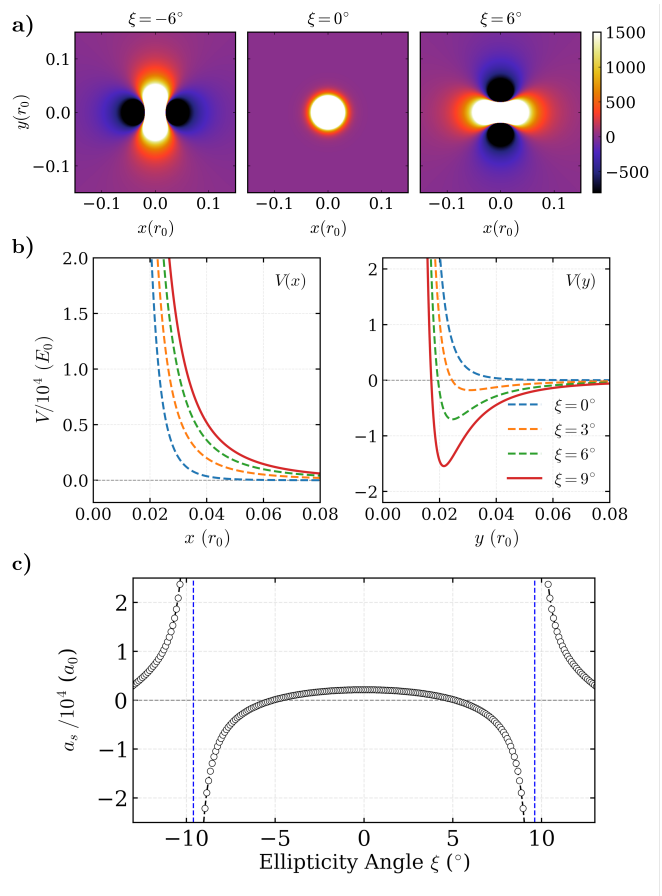 a)
ξ = −6°
ξ = 0°
ξ = 6°
0.1
0.0
−0.1
y(r₀)
−0.1 0.0 0.1
−0.1 0.0 0.1
−0.1 0.0 0.1
x(r₀)
x(r₀)
x(r₀)
1500
1000
500
0
−500
b)
2.0
1.5
1.0
0.5
0.0
V/10⁴ (E₀)
V(x)
0.00 0.02 0.04 0.06 0.08
x (r₀)
2
1
0
−1
−2
V(y)
ξ = 0°
ξ = 3°
ξ = 6°
ξ = 9°
0.00 0.02 0.04 0.06 0.08
y (r₀)
c)
2
1
0
−1
−2
aₛ/10⁴ (a₀)
−10 −5 0 5 10
Ellipticity Angle ξ (°)